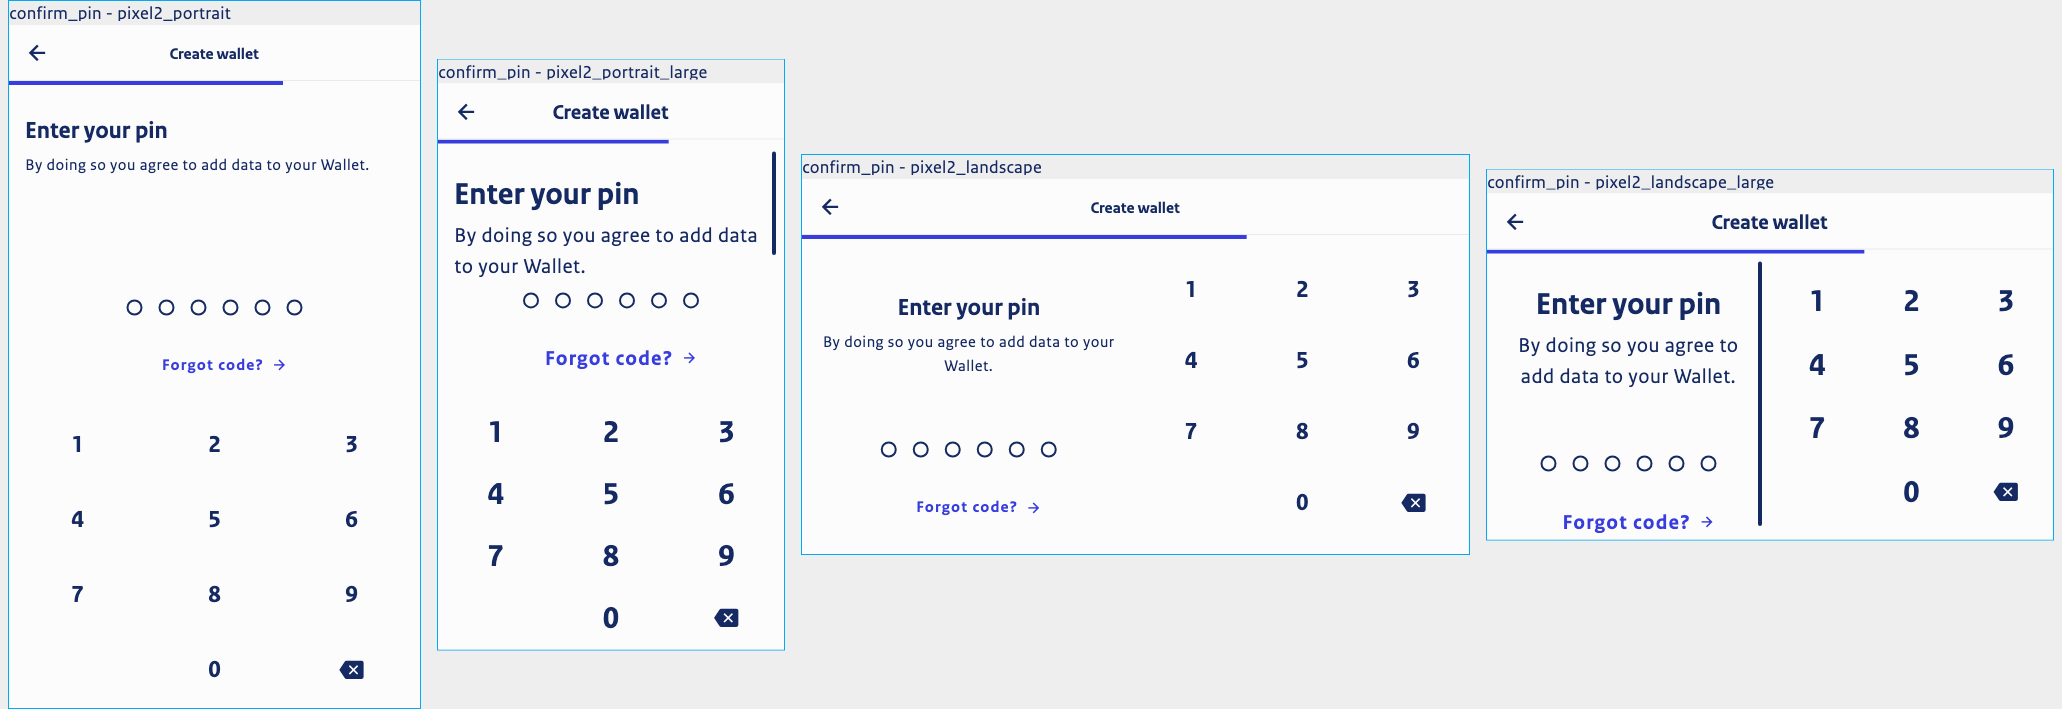 confirm_pin - pixel2_portrait
Create wallet
Enter your pin
By doing so you agree to add data to your Wallet.
Forgot code?
1 2 3
4 5 6
7 8 9
0
confirm_pin - pixel2_portrait_large
Create wallet
Enter your pin
By doing so you agree to add data
to your Wallet.
Forgot code?
1 2 3
4 5 6
7 8 9
0
confirm_pin - pixel2_landscape
Create wallet
Enter your pin
By doing so you agree to add data to your
Wallet.
Forgot code?
1 2 3
4 5 6
7 8 9
0
confirm_pin - pixel2_landscape_large
Create wallet
Enter your pin
By doing so you agree to
add data to your Wallet.
Forgot code?
1 2 3
4 5 6
7 8 9
0